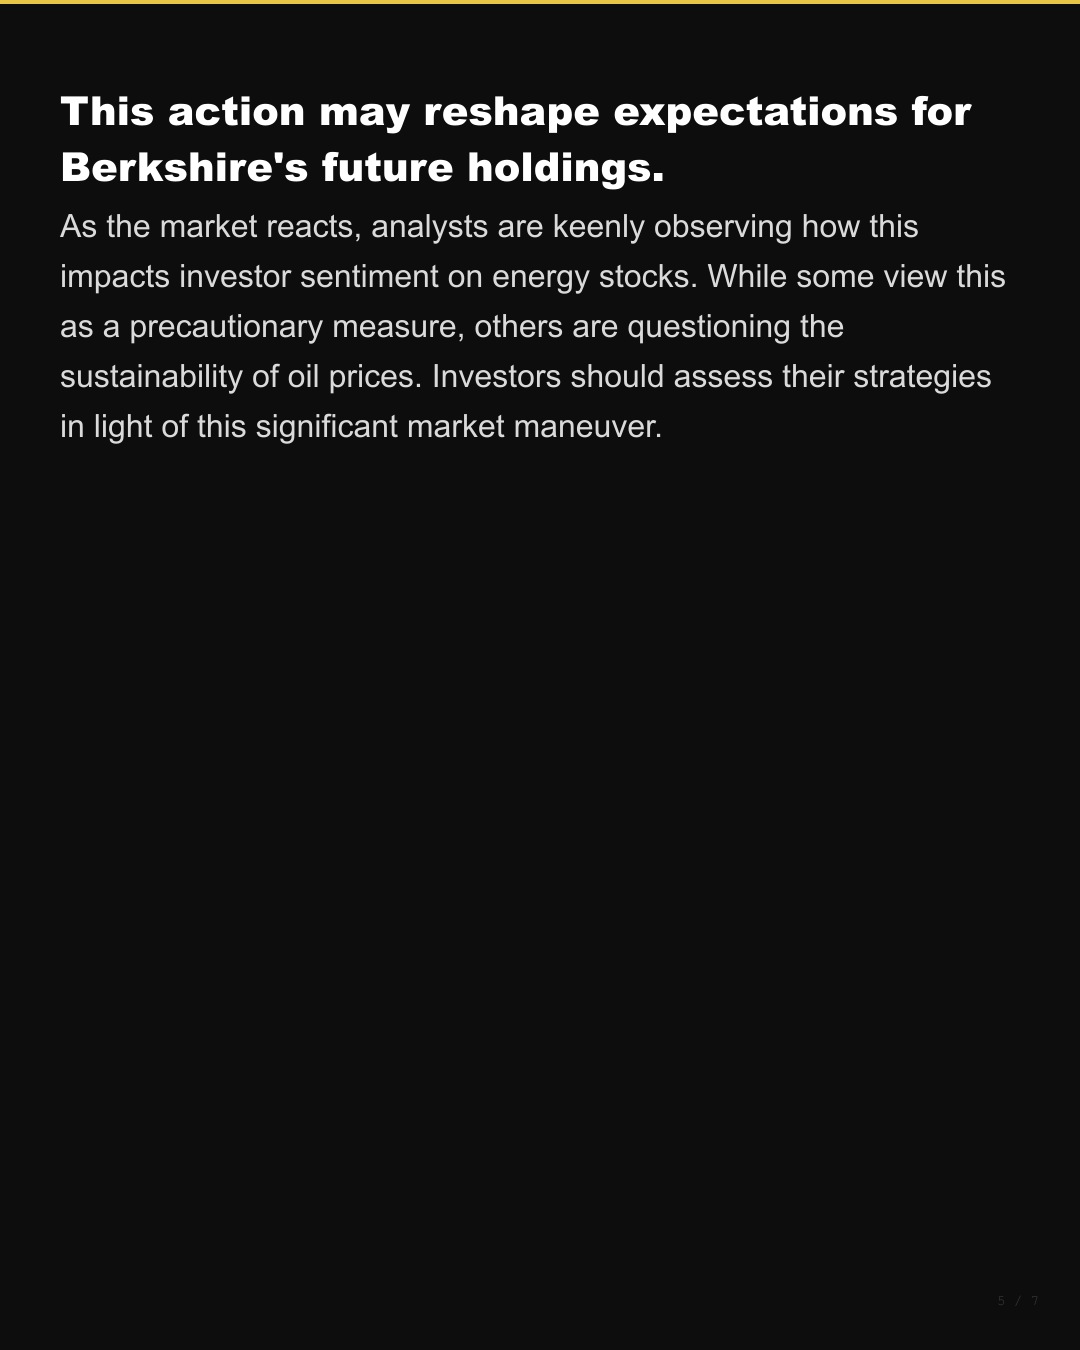 This action may reshape expectations for
Berkshire's future holdings.
As the market reacts, analysts are keenly observing how this
impacts investor sentiment on energy stocks. While some view this
as a precautionary measure, others are questioning the
sustainability of oil prices. Investors should assess their strategies
in light of this significant market maneuver.
5 / 7